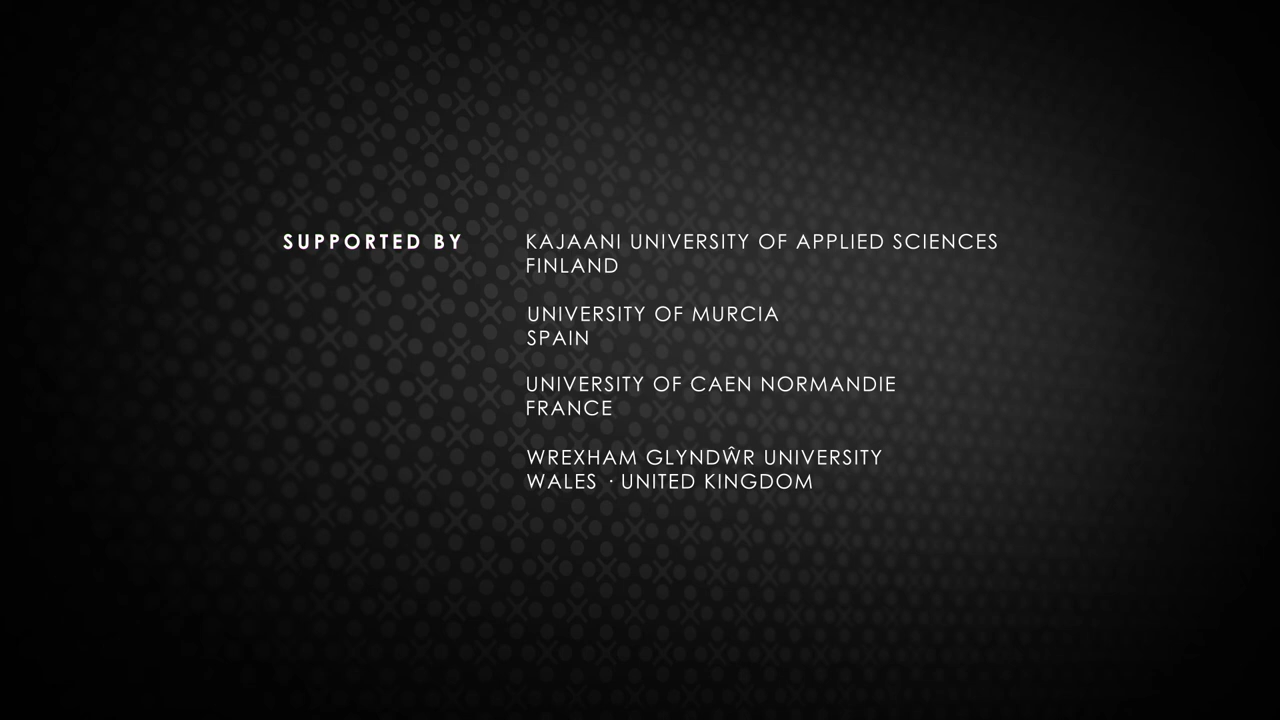 SUPPORTED BY
KAJAANI UNIVERSITY OF APPLIED SCIENCES
FINLAND
UNIVERSITY OF MURCIA
SPAIN
UNIVERSITY OF CAEN NORMANDIE
FRANCE
WREXHAM GLYNDŴR UNIVERSITY
WALES · UNITED KINGDOM